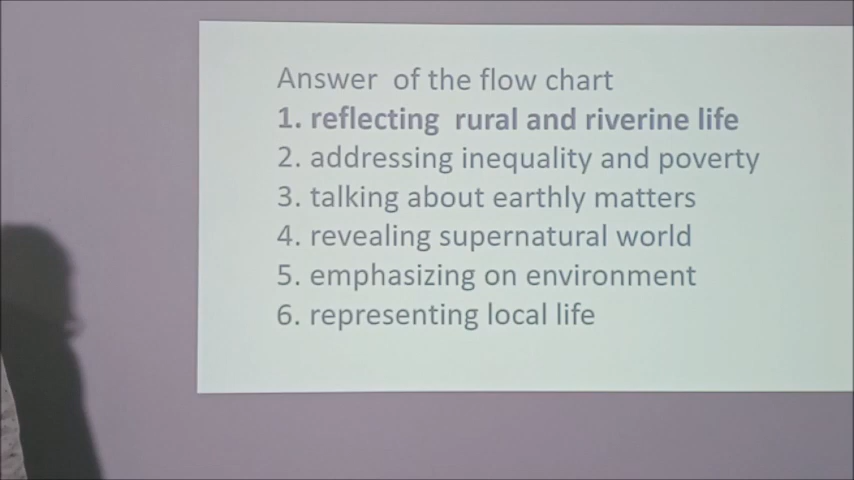 Answer  of the flow chart
1. reflecting  rural and riverine life
2. addressing inequality and poverty
3. talking about earthly matters
4. revealing supernatural world
5. emphasizing on environment
6. representing local life